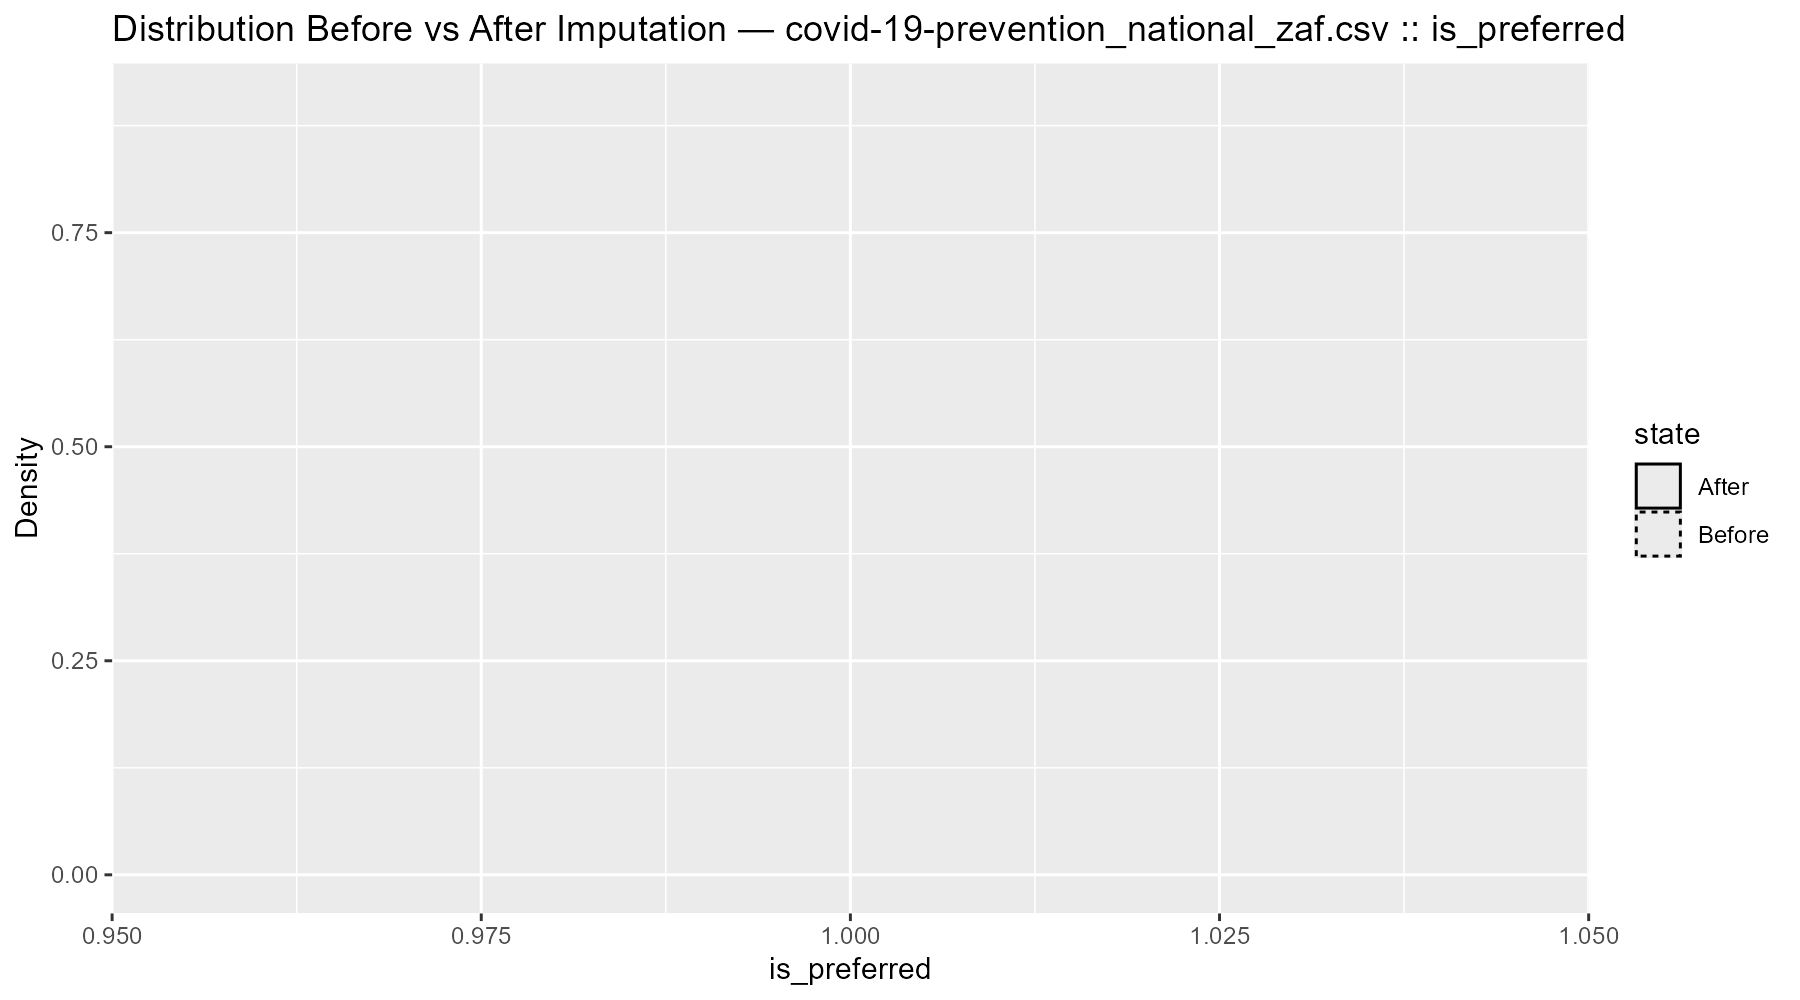 Distribution Before vs After Imputation — covid-19-prevention_national_zaf.csv :: is_preferred
Density
0.75
0.50
0.25
0.00
0.950
0.975
1.000
1.025
1.050
is_preferred
state
After
Before